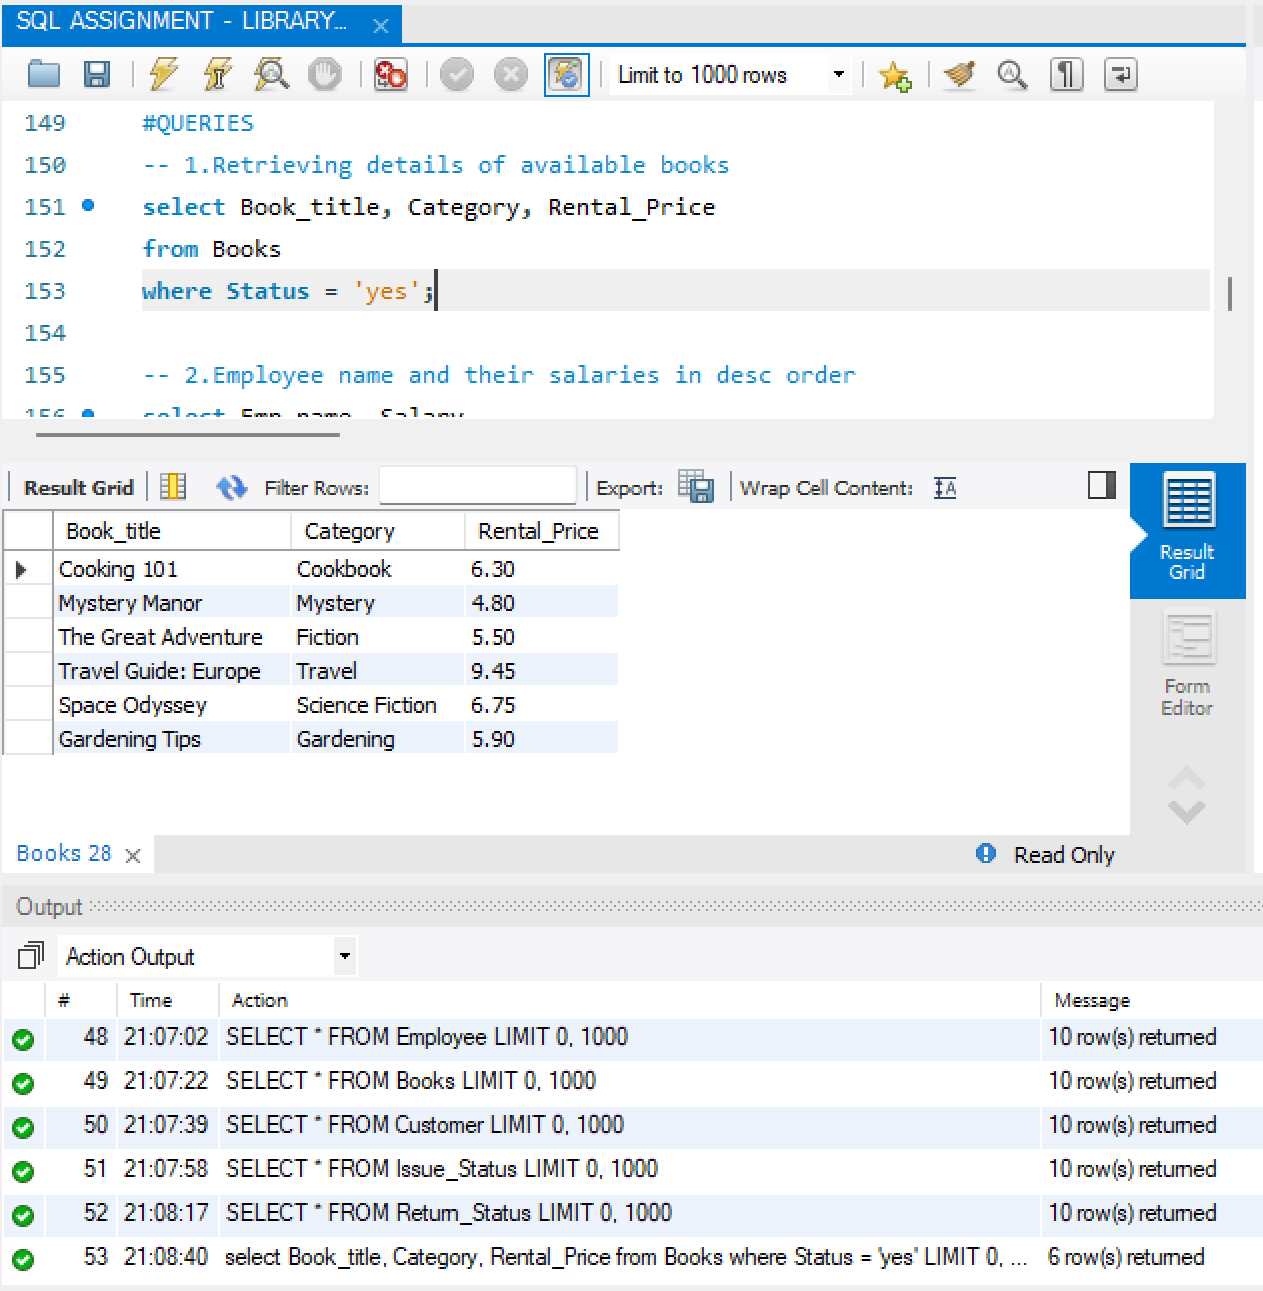 SQL ASSIGNMENT - LIBRARY...
Limit to 1000 rows
149 #QUERIES
150 -- 1.Retrieving details of available books
151 select Book_title, Category, Rental_Price
152 from Books
153 where Status = 'yes';
154
155 -- 2.Employee name and their salaries in desc order
156 select Emp_name, Salary
Result Grid Filter Rows: Export: Wrap Cell Content: IA
Book_title Category Rental_Price
Cooking 101 Cookbook 6.30
Mystery Manor Mystery 4.80
The Great Adventure Fiction 5.50
Travel Guide: Europe Travel 9.45
Space Odyssey Science Fiction 6.75
Gardening Tips Gardening 5.90
Result
Grid
Form
Editor
Books 28 Read Only
Output
Action Output
# Time Action Message
48 21:07:02 SELECT * FROM Employee LIMIT 0, 1000 10 row(s) returned
49 21:07:22 SELECT * FROM Books LIMIT 0, 1000 10 row(s) returned
50 21:07:39 SELECT * FROM Customer LIMIT 0, 1000 10 row(s) returned
51 21:07:58 SELECT * FROM Issue_Status LIMIT 0, 1000 10 row(s) returned
52 21:08:17 SELECT * FROM Return_Status LIMIT 0, 1000 10 row(s) returned
53 21:08:40 select Book_title, Category, Rental_Price from Books where Status = 'yes' LIMIT 0, ... 6 row(s) returned